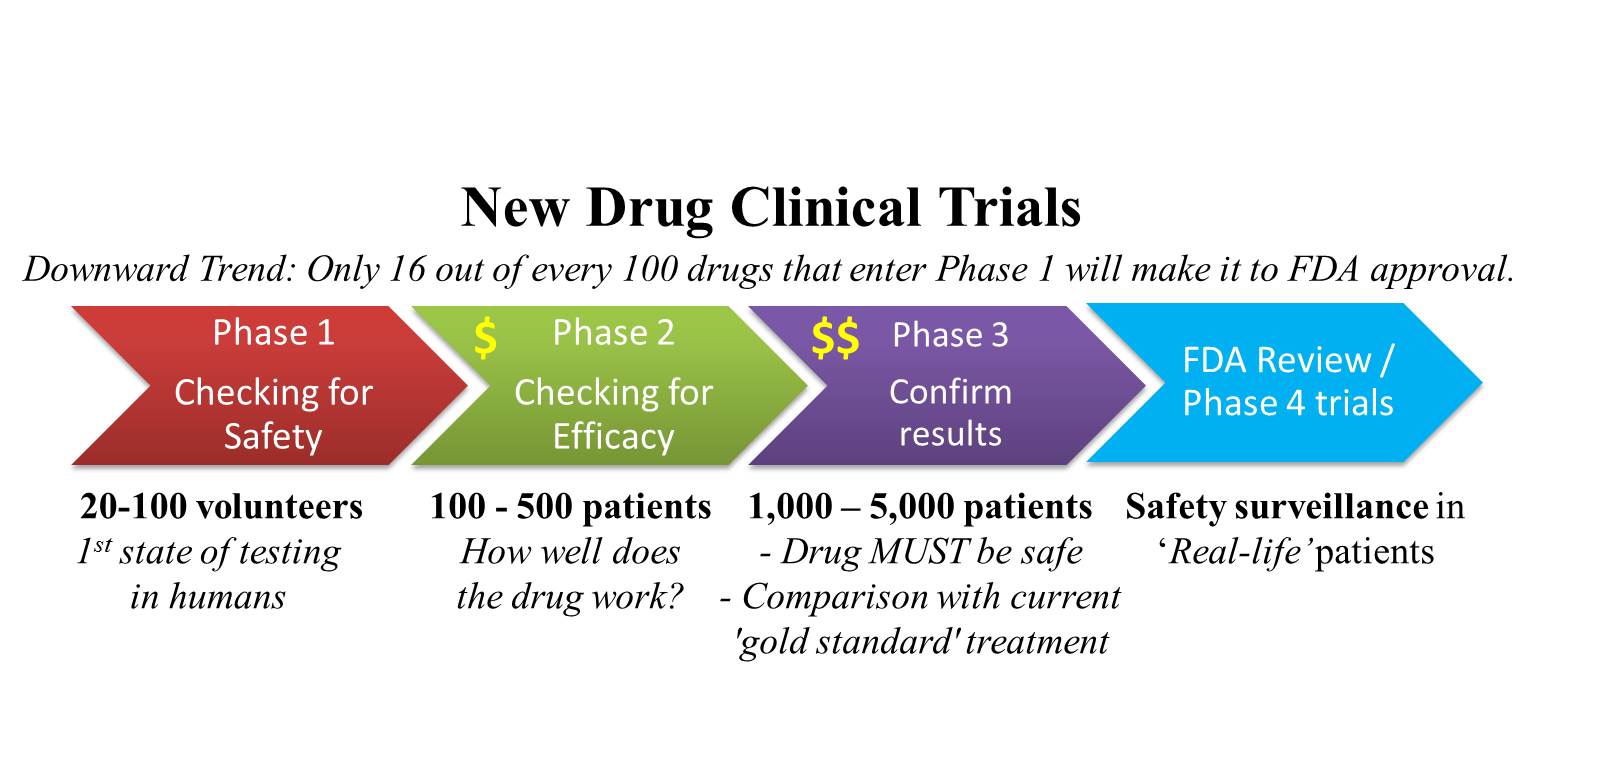 New Drug Clinical Trials
Downward Trend: Only 16 out of every 100 drugs that enter Phase 1 will make it to FDA approval.
Phase 1
Checking for
Safety
$ Phase 2
Checking for
Efficacy
$$ Phase 3
Confirm
results
FDA Review /
Phase 4 trials
20-100 volunteers
1st state of testing
in humans
100 - 500 patients
How well does
the drug work?
1,000 – 5,000 patients
- Drug MUST be safe
- Comparison with current
'gold standard' treatment
Safety surveillance in
‘Real-life’ patients